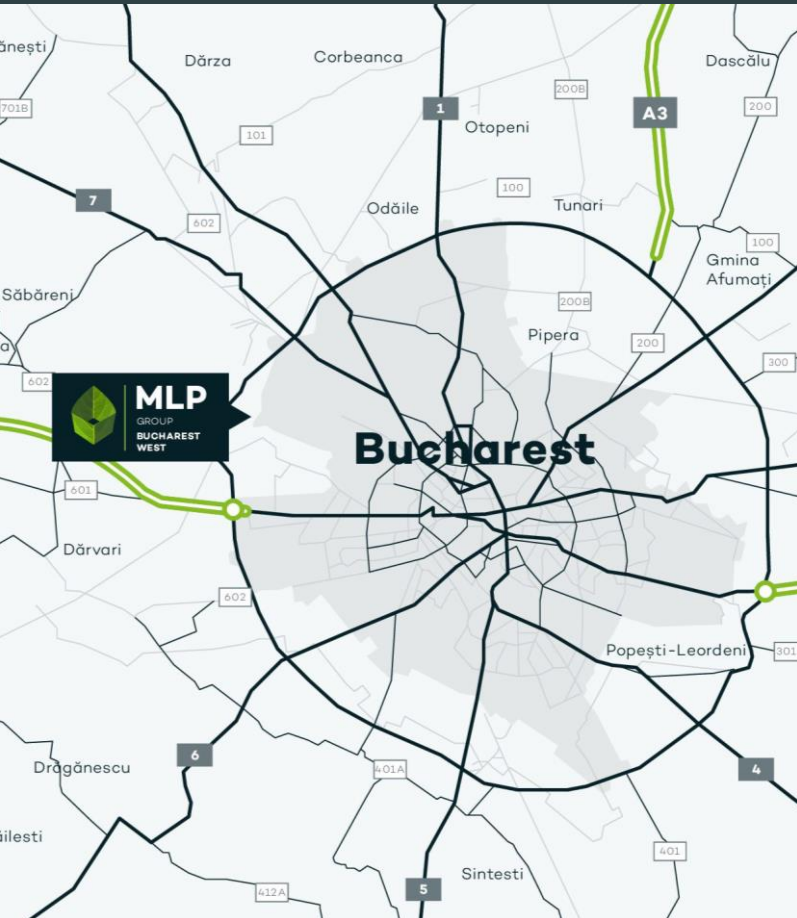 ănești
Dărza
Corbeanca
Dascălu
701B
200B
200
1
A3
101
Otopeni
7
100
Odăile
Tunari
602
100
Gmina
Afumați
Săbăreni
200B
Pipera
200
a
300
602
MLP
GROUP
BUCHAREST
WEST
Bucharest
601
Dărvari
602
Popești-Leordeni
301
6
Drăgănescu
401A
4
ăilesti
401
Sintesti
412A
5